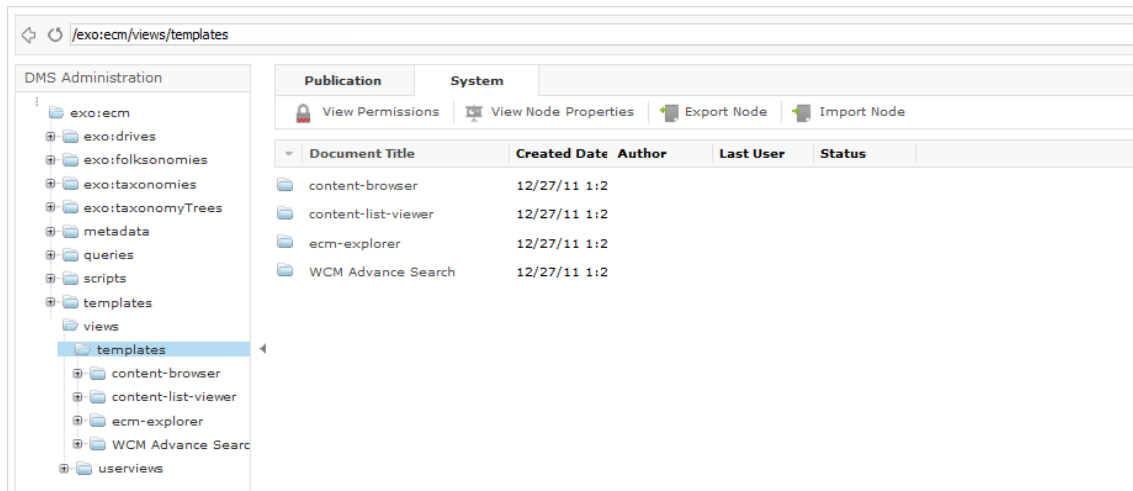 /exo:ecm/views/templates
DMS Administration
exo:ecm
exo:drives
exo:folksonomies
exo:taxonomies
exo:taxonomyTrees
metadata
queries
scripts
templates
views
templates
content-browser
content-list-viewer
ecm-explorer
WCM Advance Searc
userviews
Publication System
View Permissions View Node Properties Export Node Import Node
Document Title Created Date Author Last User Status
content-browser 12/27/11 1:2
content-list-viewer 12/27/11 1:2
ecm-explorer 12/27/11 1:2
WCM Advance Search 12/27/11 1:2